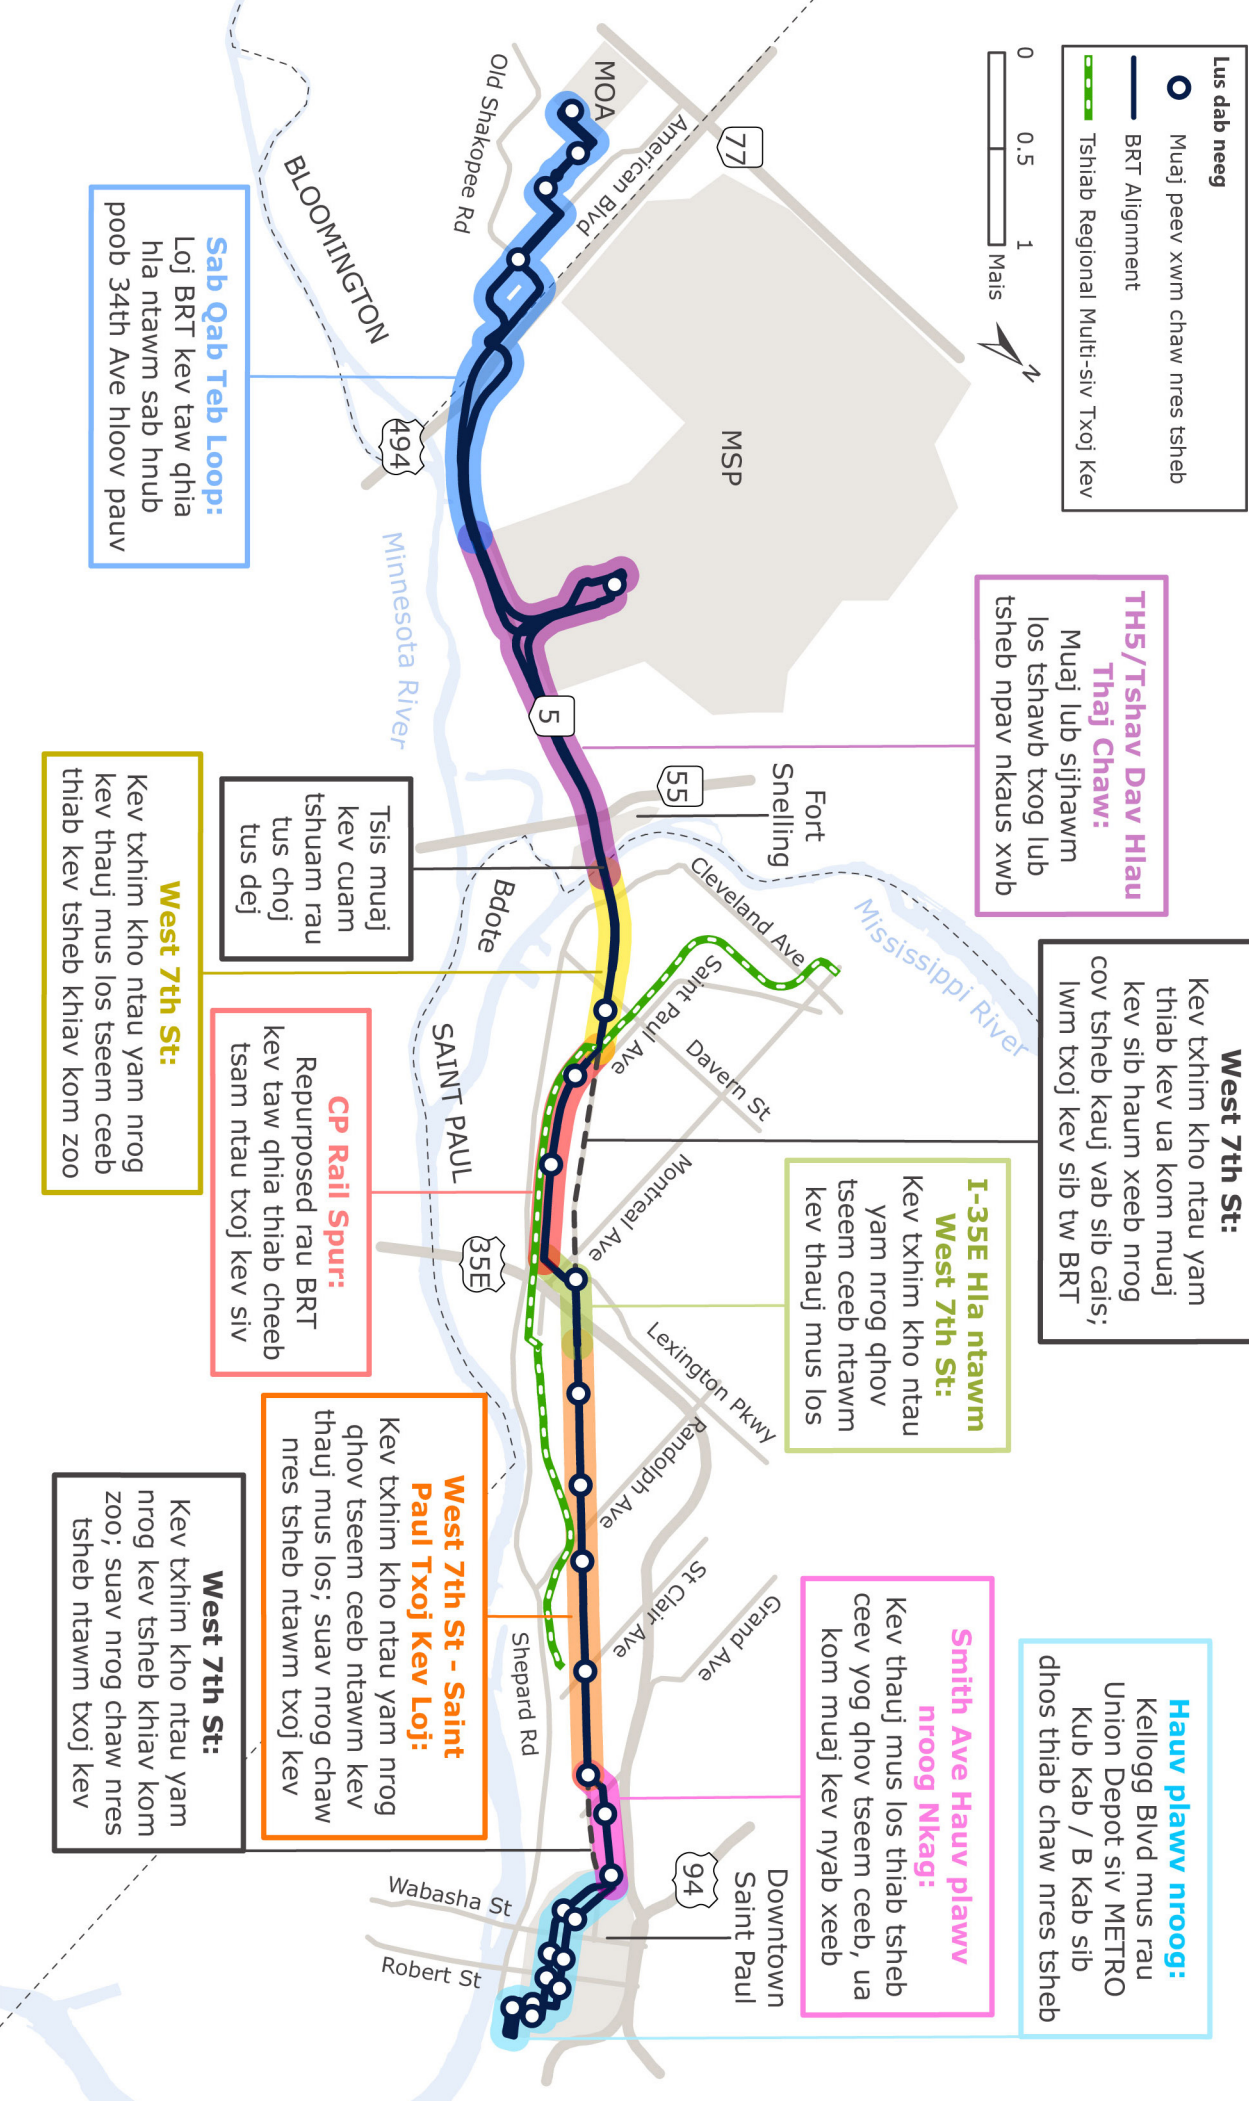 Lus dab neeg
Muaj peev xwm chaw nres tsheb
BRT Alignment
Tshiab Regional Multi-siv Txoj Kev
0
0.5
1
Mais
N
77
MOA
American Blvd
Old Shakopee Rd
BLOOMINGTON
MSP
494
Minnesota River
5
55
Fort
Snelling
Bdote
Cleveland Ave
Mississippi River
Saint Paul Ave
Davern St
SAINT PAUL
Montreal Ave
35E
Lexington Pkwy
Randolph Ave
St Clair Ave
Grand Ave
Shepard Rd
94
Downtown
Saint Paul
Wabasha St
Robert St
Sab Qab Teb Loop:
Loj BRT kev taw qhia
hla ntawm sab hnub
poob 34th Ave hloov pauv
TH5/Tshav Dav Hlau
Thaj Chaw:
Muaj lub sijhawm
los tshawb txog lub
tsheb npav nkaus xwb
Tsis muaj
kev cuam
tshuam rau
tus choj
tus dej
West 7th St:
Kev txhim kho ntau yam nrog
kev thauj mus los tseem ceeb
thiab kev tsheb khiav kom zoo
West 7th St:
Kev txhim kho ntau yam
thiab kev ua kom muaj
kev sib haum xeeb nrog
cov tsheb kauj vab sib cais;
lwm txoj kev sib tw BRT
CP Rail Spur:
Repurposed rau BRT
kev taw qhia thiab cheeb
tsam ntau txoj kev siv
I-35E Hla ntawm
West 7th St:
Kev txhim kho ntau
yam nrog qhov
tseem ceeb ntawm
kev thauj mus los
West 7th St - Saint
Paul Txoj Kev Loj:
Kev txhim kho ntau yam nrog
qhov tseem ceeb ntawm kev
thauj mus los; suav nrog chaw
nres tsheb ntawm txoj kev
West 7th St:
Kev txhim kho ntau yam
nrog kev tsheb khiav kom
zoo; suav nrog chaw nres
tsheb ntawm txoj kev
Smith Ave Hauv plawv
nroog Nkag:
Kev thauj mus los thiab tsheb
ceev yog qhov tseem ceeb, ua
kom muaj kev nyab xeeb
Hauv plawv nroog:
Kellogg Blvd mus rau
Union Depot siv METRO
Kub Kab / B Kab sib
dhos thiab chaw nres tsheb